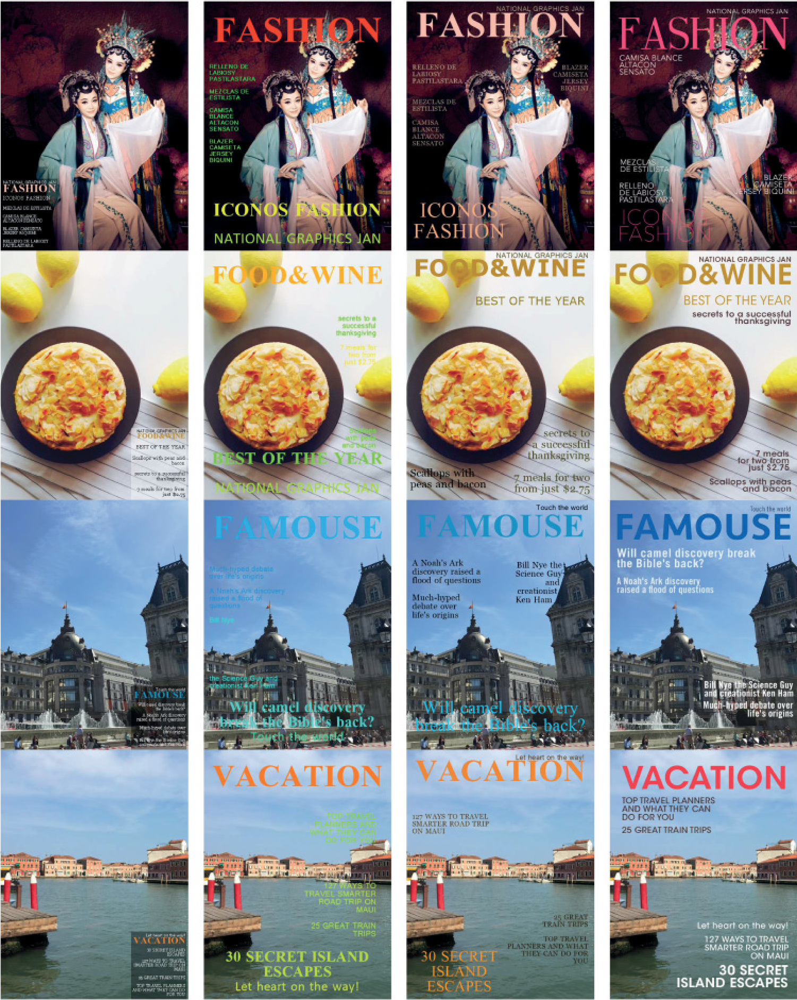 NATIONAL GRAPHICS JAN
FASHION
ICONOS FASHION
MEZCLAS DE ESTILISTA
CAMISA BLANCE
ALTACON SENSATO
BLAZER CAMISETA
JERSEY BIQUINI
RELLENO DE LABIOSY
PASTILASTARA
FASHION
RELLENO DE
LABIOSY
PASTILASTARA
MEZCLAS DE
ESTILISTA
CAMISA
BLANCE
ALTACON
SENSATO
BLAZER
CAMISETA
JERSEY
BIQUINI
ICONOS FASHION
NATIONAL GRAPHICS JAN
NATIONAL GRAPHICS JAN
FASHION
RELLENO DE
LABIOSY
PASTILASTARA
BLAZER
CAMISETA
JERSEY
BIQUINI
MEZCLAS DE
ESTILISTA
CAMISA
BLANCE
ALTACON
SENSATO
ICONOS
FASHION
NATIONAL GRAPHICS JAN
FASHION
CAMISA BLANCE
ALTACON
SENSATO
MEZCLAS
DE ESTILISTA
BLAZER
CAMISETA
JERSEY BIQUINI
RELLENO
DE LABIOSY
PASTILASTARA
ICONOS
FASHION
NATIONAL GRAPHICS JAN
FOOD&WINE
BEST OF THE YEAR
Scallops with peas and
bacon
secrets to a successful
thanksgiving
7 meals for two from
just $2.75
FOOD&WINE
secrets to a
successful
thanksgiving
7 meals for
two from
just $2.75
Scallops
with peas
and bacon
BEST OF THE YEAR
NATIONAL GRAPHICS JAN
NATIONAL GRAPHICS JAN
FOOD&WINE
BEST OF THE YEAR
secrets to
a successful
thanksgiving
Scallops with
peas and bacon
7 meals for two
from just $2.75
NATIONAL GRAPHICS JAN
FOOD&WINE
BEST OF THE YEAR
secrets to a successful
thanksgiving
7 meals
for two from
just $2.75
Scallops with peas
and bacon
Touch the world
FAMOUSE
Will camel discovery break
the Bible's back?
A Noah's Ark discovery
raised a flood of questions
Much-hyped debate over
life's origins
Bill Nye the Science Guy
and creationist Ken Ham
FAMOUSE
Much-hyped debate
over life's origins
A Noah's Ark discovery
raised a flood of
questions
Bill Nye
the Science Guy and
creationist Ken Ham
Will camel discovery
break the Bible's back?
Touch the world
Touch the world
FAMOUSE
A Noah's Ark
discovery raised a
flood of questions
Bill Nye the
Science Guy
and
creationist
Ken Ham
Much-hyped
debate over
life's origins
Will camel discovery
break the Bible's back?
Touch the world
FAMOUSE
Will camel discovery break
the Bible's back?
A Noah's Ark discovery
raised a flood of questions
Bill Nye the Science Guy
and creationist Ken Ham
Much-hyped debate over
life's origins
Let heart on the way!
VACATION
30 SECRET ISLAND
ESCAPES
127 WAYS TO TRAVEL
SMARTER ROAD TRIP ON
MAUI
25 GREAT TRAIN TRIPS
TOP TRAVEL PLANNERS
AND WHAT THEY CAN DO
FOR YOU
VACATION
TOP TRAVEL
PLANNERS AND
WHAT THEY CAN
DO FOR YOU
127 WAYS TO
TRAVEL SMARTER
ROAD TRIP ON
MAUI
25 GREAT TRAIN
TRIPS
30 SECRET ISLAND
ESCAPES
Let heart on the way!
Let heart on the way!
VACATION
127 WAYS TO TRAVEL
SMARTER ROAD TRIP
ON MAUI
25 GREAT
TRAIN TRIPS
TOP TRAVEL
PLANNERS AND WHAT
THEY CAN DO FOR
YOU
30 SECRET
ISLAND
ESCAPES
VACATION
TOP TRAVEL PLANNERS
AND WHAT THEY CAN
DO FOR YOU
25 GREAT TRAIN TRIPS
Let heart on the way!
127 WAYS TO TRAVEL
SMARTER ROAD TRIP
ON MAUI
30 SECRET
ISLAND ESCAPES